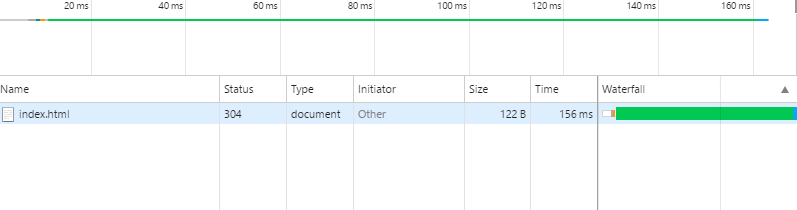 20 ms 40 ms 60 ms 80 ms 100 ms 120 ms 140 ms 160 ms
Name Status Type Initiator Size Time Waterfall
index.html 304 document Other 122 B 156 ms